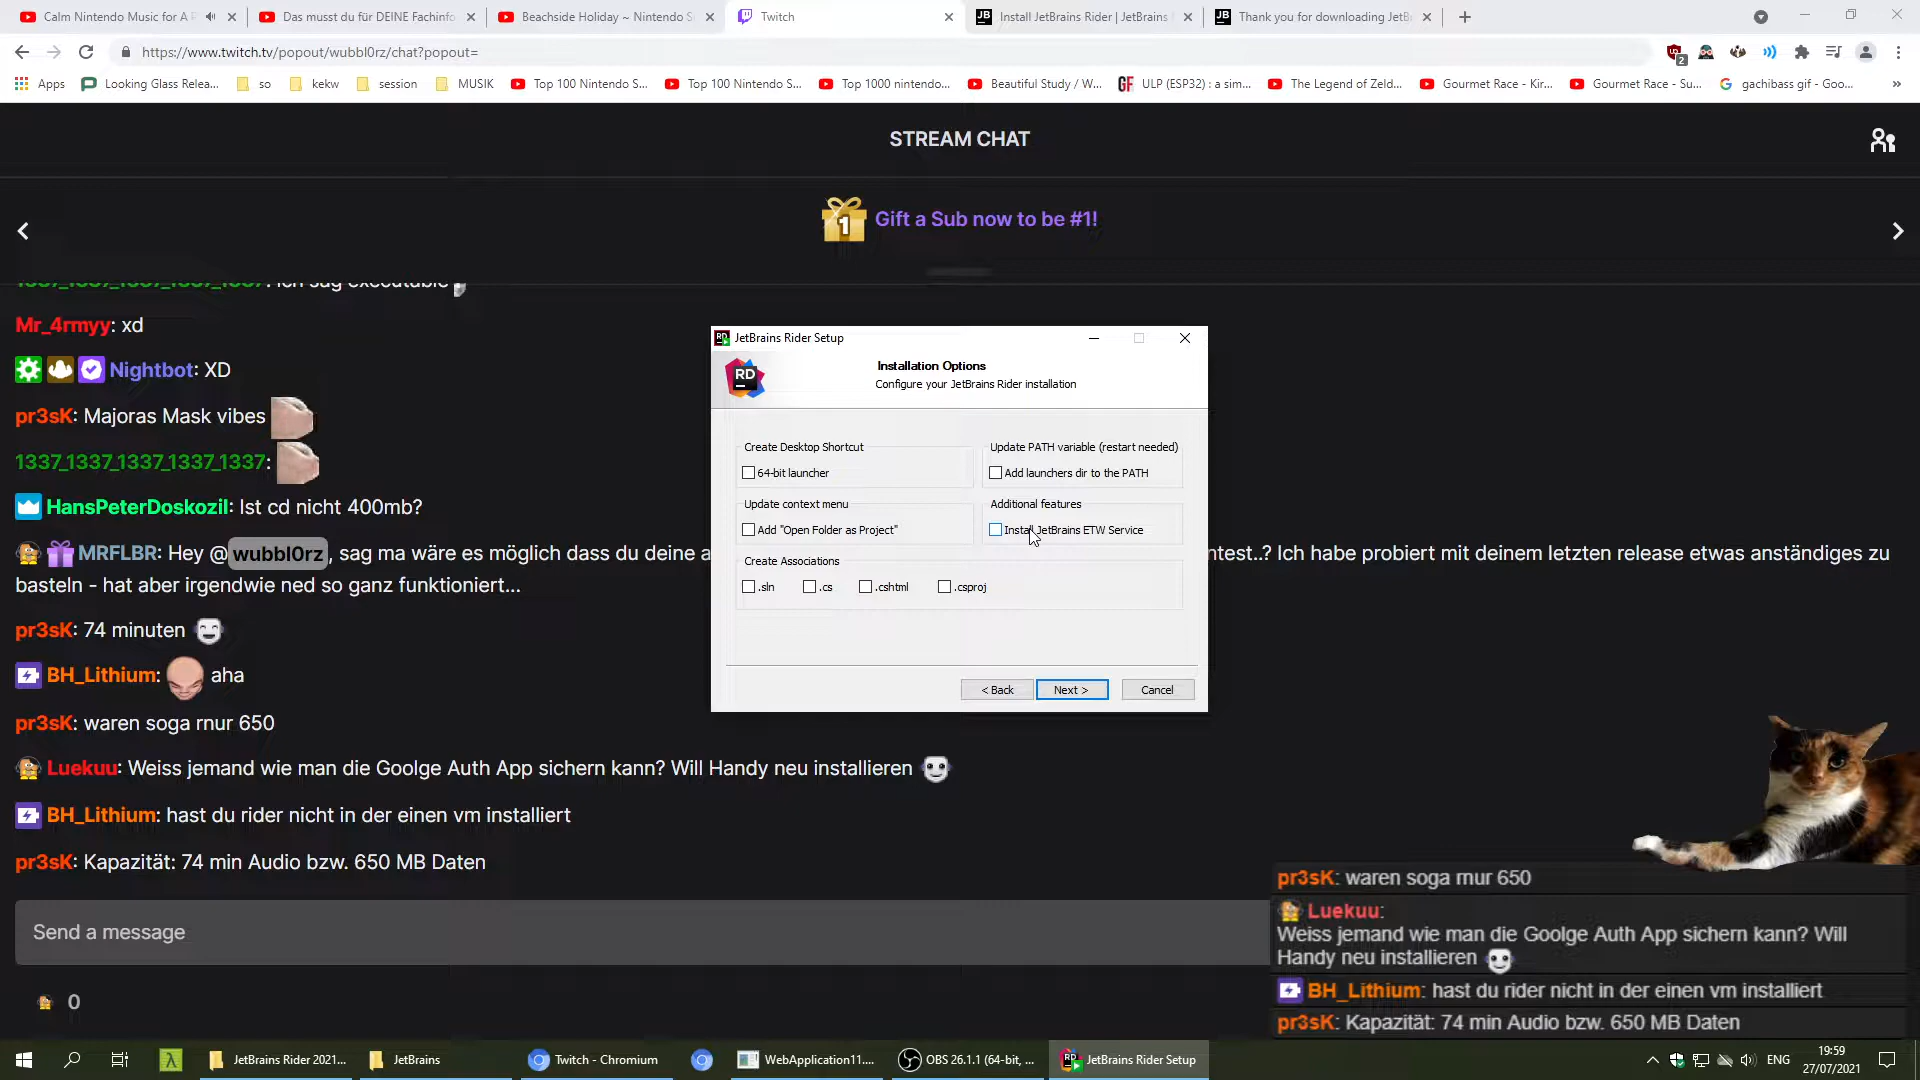 Calm Nintendo Music for A R
Das musst du für DEINE Fachinfo
Beachside Holiday ~ Nintendo S
Twitch
Install JetBrains Rider | JetBrains
Thank you for downloading JetB
https://www.twitch.tv/popout/wubbl0rz/chat?popout=
2
Apps
Looking Glass Relea...
so
kekw
session
MUSIK
Top 100 Nintendo S...
Top 100 Nintendo S...
Top 1000 nintendo...
Beautiful Study / W...
ULP (ESP32) : a sim...
The Legend of Zeld...
Gourmet Race - Kir...
Gourmet Race - Su...
gachibass gif - Goo...
STREAM CHAT
1
Gift a Sub now to be #1!
1337_1337_1337_1337_1337: ich sag executable
Mr_4rmyy: xd
Nightbot: XD
pr3sK: Majoras Mask vibes
1337_1337_1337_1337_1337:
HansPeterDoskozil: Ist cd nicht 400mb?
MRFLBR: Hey @wubbl0rz, sag ma wäre es möglich dass du deine a ntest..? Ich habe probiert mit deinem letzten release etwas anständiges zu
basteln - hat aber irgendwie ned so ganz funktioniert...
pr3sK: 74 minuten
BH_Lithium: aha
pr3sK: waren soga rnur 650
Luekuu: Weiss jemand wie man die Goolge Auth App sichern kann? Will Handy neu installieren
BH_Lithium: hast du rider nicht in der einen vm installiert
pr3sK: Kapazität: 74 min Audio bzw. 650 MB Daten
Send a message
0
JetBrains Rider Setup
RD
Installation Options
Configure your JetBrains Rider installation
Create Desktop Shortcut
64-bit launcher
Update PATH variable (restart needed)
Add launchers dir to the PATH
Update context menu
Add "Open Folder as Project"
Additional features
Install JetBrains ETW Service
Create Associations
.sln
.cs
.cshtml
.csproj
< Back
Next >
Cancel
pr3sK: waren soga rnur 650
Luekuu:
Weiss jemand wie man die Goolge Auth App sichern kann? Will
Handy neu installieren
BH_Lithium: hast du rider nicht in der einen vm installiert
pr3sK: Kapazität: 74 min Audio bzw. 650 MB Daten
JetBrains Rider 2021...
JetBrains
Twitch - Chromium
WebApplication11....
OBS 26.1.1 (64-bit, ...
JetBrains Rider Setup
ENG
19:59
27/07/2021